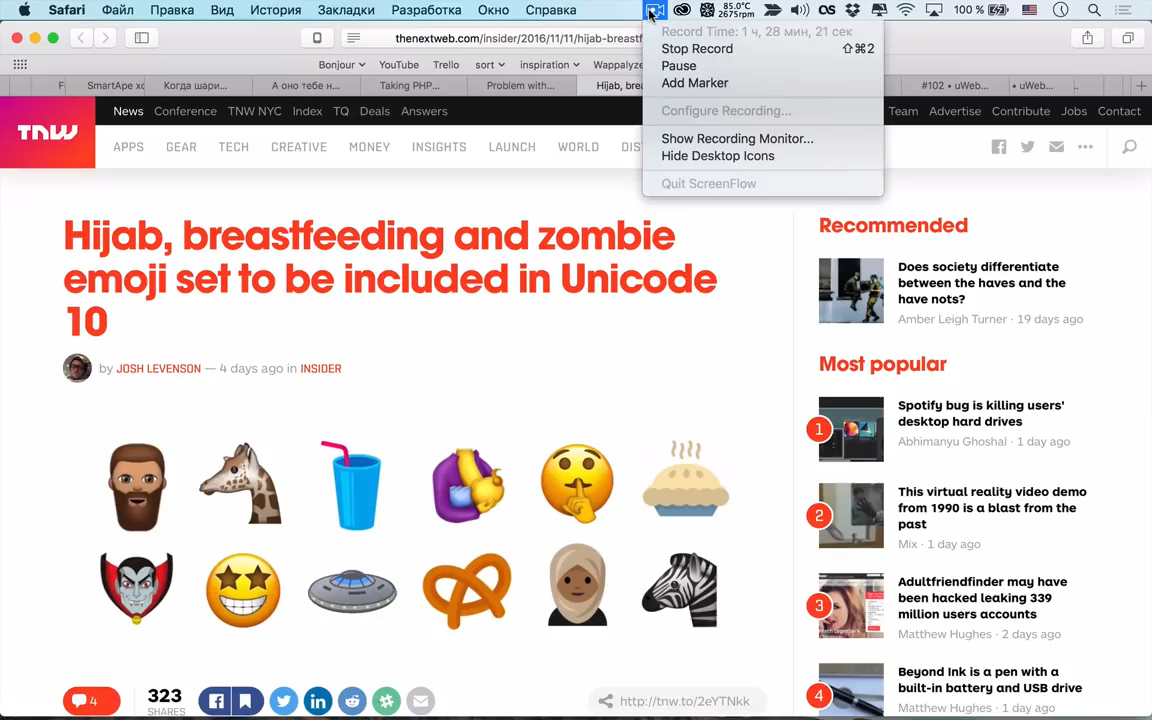 Safari Файл Правка Вид История Закладки Разработка Окно Справка
85.0°C
2675rpm
100 %
Record Time: 1 ч, 28 мин, 21 сек
Stop Record ⇧⌘2
Pause
Add Marker
Configure Recording...
Show Recording Monitor...
Hide Desktop Icons
Quit ScreenFlow
thenextweb.com/insider/2016/11/11/hijab-breastf
Bonjour YouTube Trello sort inspiration Wappalyze
F SmartApe хо Когда шари... А оно тебе н... Taking PHP... Problem with... Hijab, brea #102 • uWeb... • uWeb...
TNW
News Conference TNW NYC Index TQ Deals Answers Team Advertise Contribute Jobs Contact
APPS GEAR TECH CREATIVE MONEY INSIGHTS LAUNCH WORLD DIS
Hijab, breastfeeding and zombie
emoji set to be included in Unicode
10
by JOSH LEVENSON — 4 days ago in INSIDER
4
323
SHARES
http://tnw.to/2eYTNkk
Recommended
Does society differentiate
between the haves and the
have nots?
Amber Leigh Turner · 19 days ago
Most popular
1
Spotify bug is killing users'
hard drives
Abhimanyu Ghoshal · 1 day ago
2
This virtual reality video demo
from 1990 is a blast from the
past
Mix · 1 day ago
3
Adultfriendfinder may have
been hacked leaking 339
million users accounts
Matthew Hughes · 2 days ago
4
Beyond Ink is a pen with a
built-in battery and USB drive
Matthew Hughes · 1 day ago